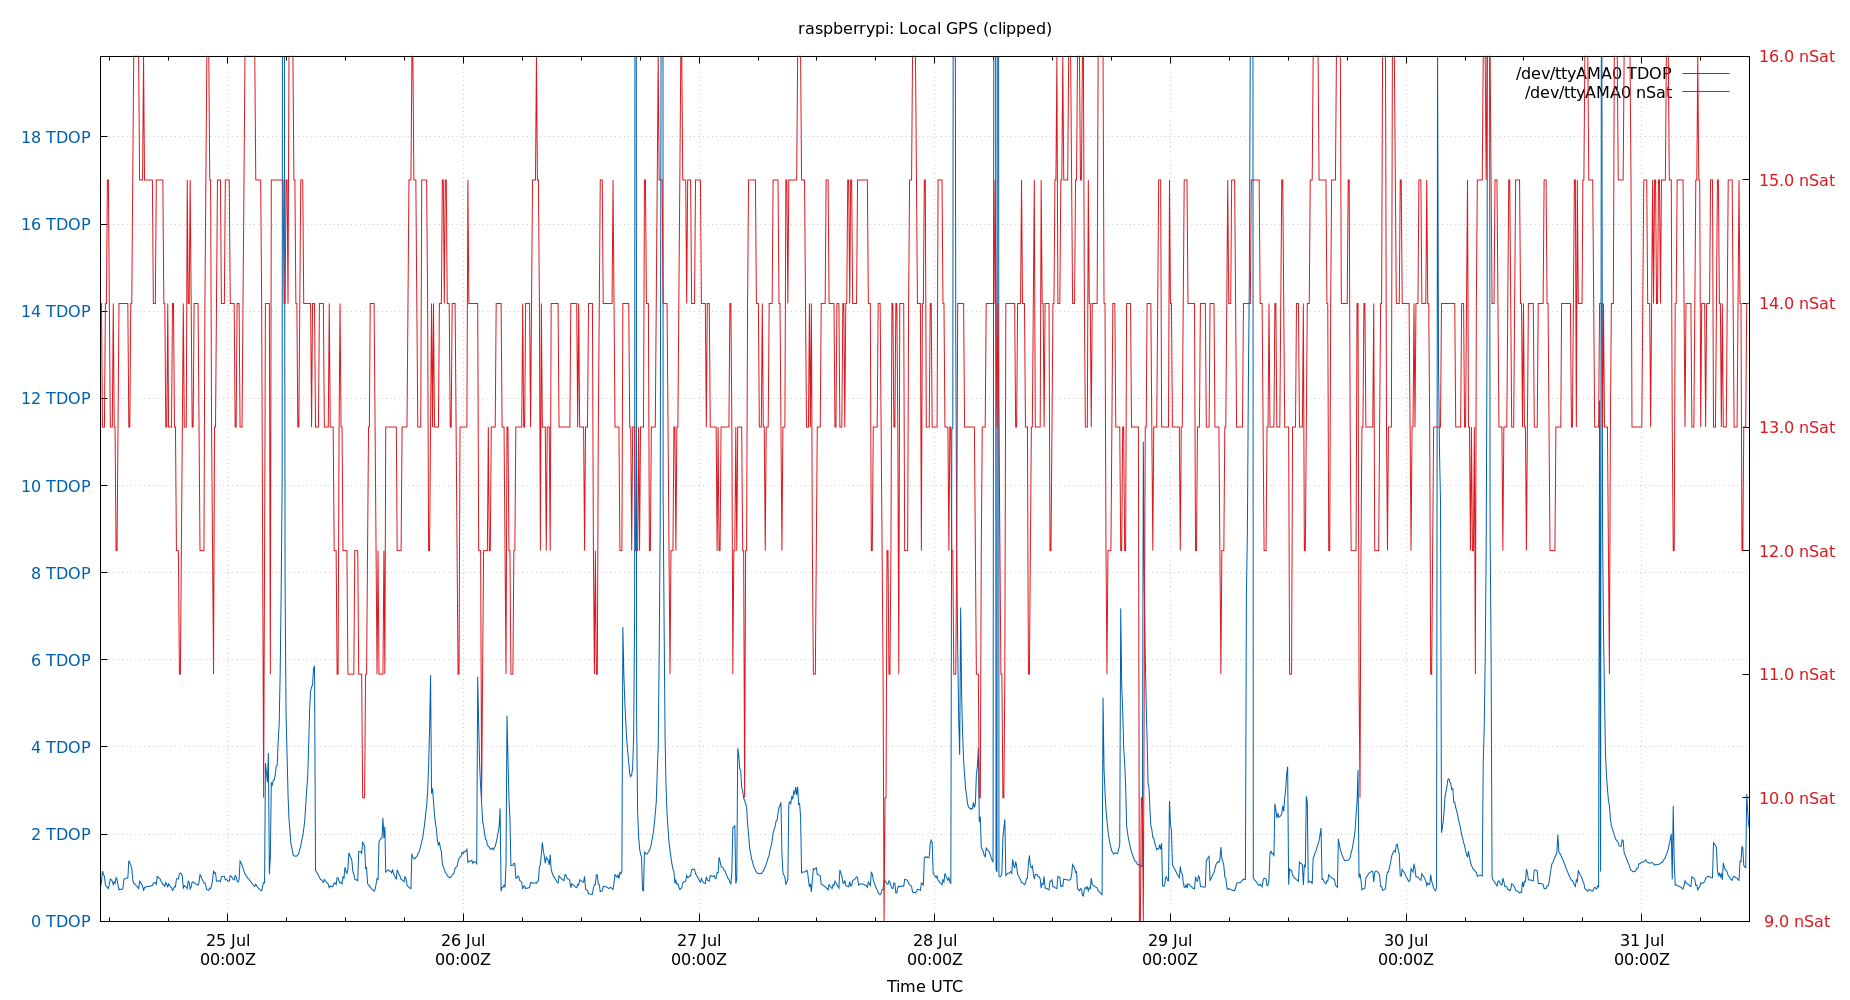 raspberrypi: Local GPS (clipped)
16.0 nSat
/dev/ttyAMA0 TDOP
/dev/ttyAMA0 nSat
18 TDOP
15.0 nSat
16 TDOP
14.0 nSat
14 TDOP
12 TDOP
13.0 nSat
10 TDOP
12.0 nSat
8 TDOP
6 TDOP
11.0 nSat
4 TDOP
10.0 nSat
2 TDOP
0 TDOP
9.0 nSat
25 Jul 26 Jul 27 Jul 28 Jul 29 Jul 30 Jul 31 Jul
00:00Z 00:00Z 00:00Z 00:00Z 00:00Z 00:00Z 00:00Z
Time UTC